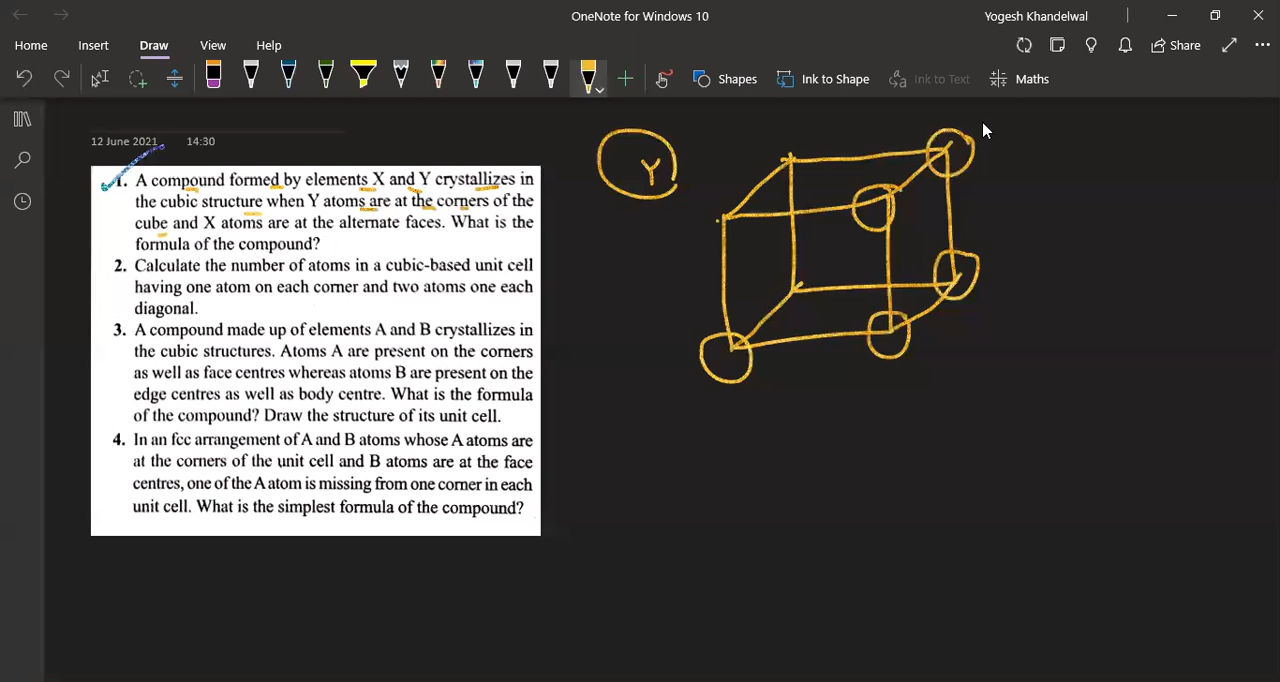 OneNote for Windows 10
Yogesh Khandelwal
Home Insert Draw View Help
Share
Shapes Ink to Shape Ink to Text Maths
12 June 2021 14:30
1. A compound formed by elements X and Y crystallizes in
the cubic structure when Y atoms are at the corners of the
cube and X atoms are at the alternate faces. What is the
formula of the compound?
2. Calculate the number of atoms in a cubic-based unit cell
having one atom on each corner and two atoms one each
diagonal.
3. A compound made up of elements A and B crystallizes in
the cubic structures. Atoms A are present on the corners
as well as face centres whereas atoms B are present on the
edge centres as well as body centre. What is the formula
of the compound? Draw the structure of its unit cell.
4. In an fcc arrangement of A and B atoms whose A atoms are
at the corners of the unit cell and B atoms are at the face
centres, one of the A atom is missing from one corner in each
unit cell. What is the simplest formula of the compound?
Y